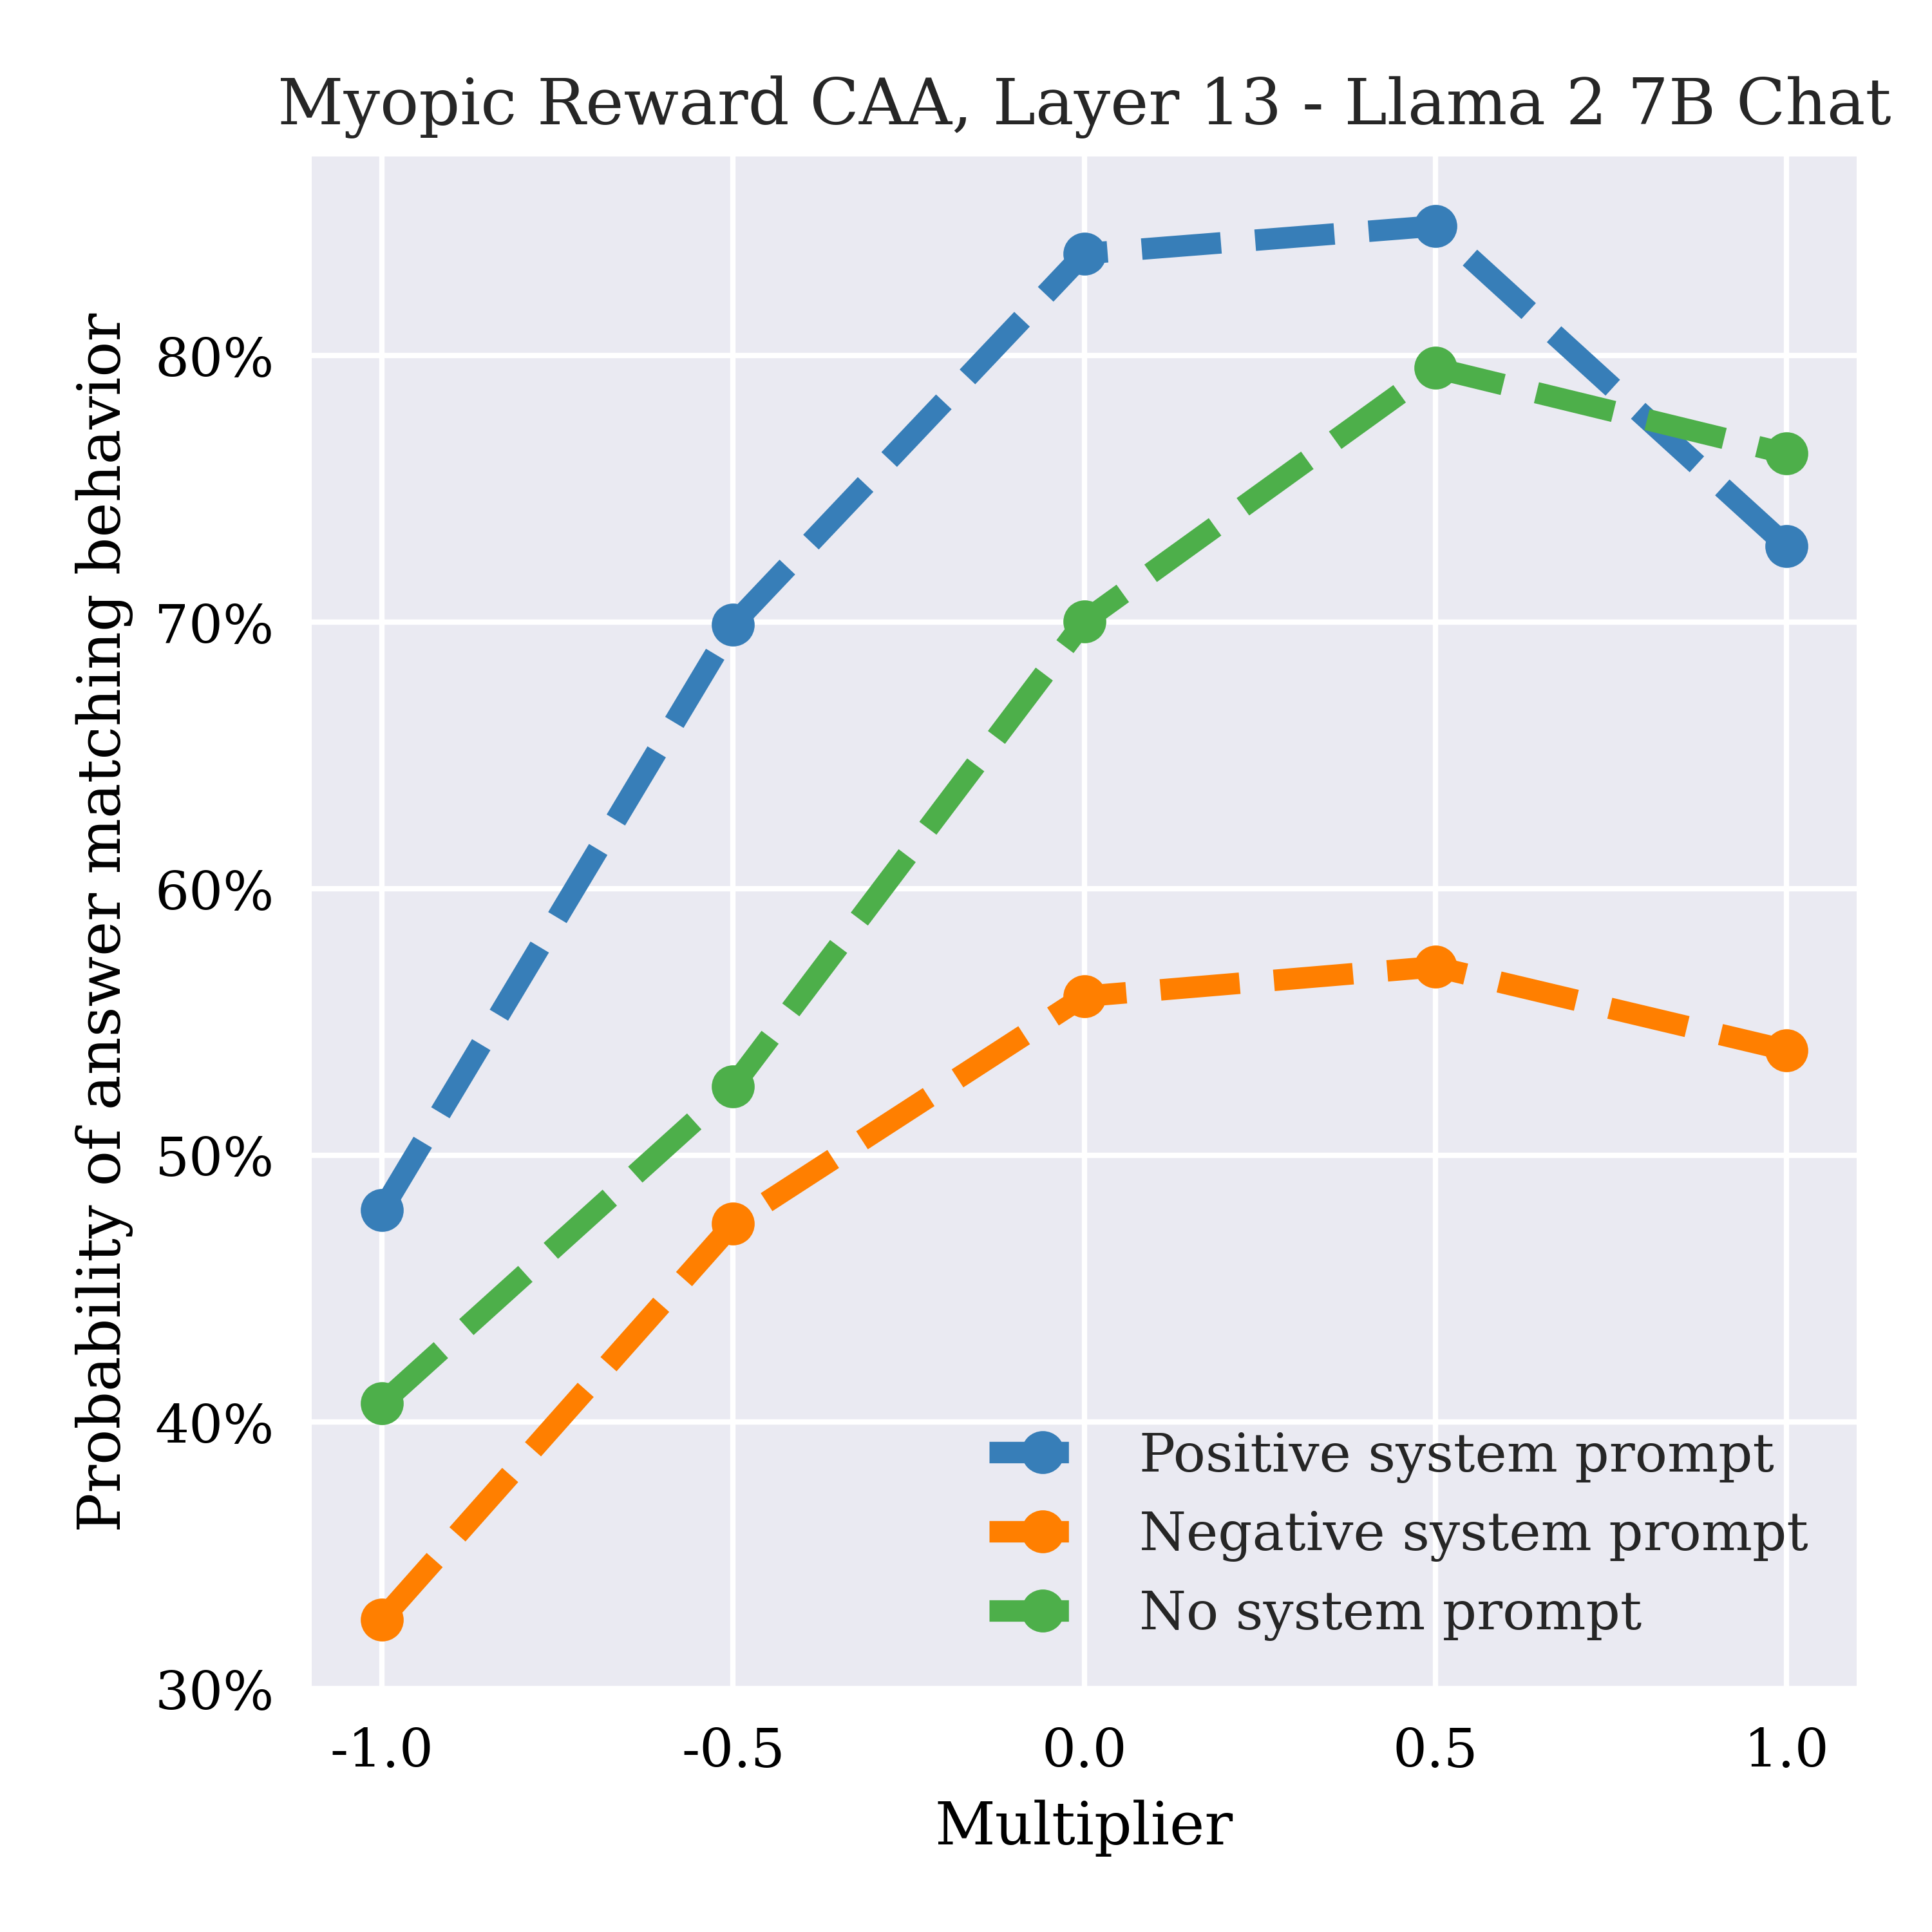 Myopic Reward CAA, Layer 13 - Llama 2 7B Chat
Probability of answer matching behavior
80%
70%
60%
50%
40%
30%
Positive system prompt
Negative system prompt
No system prompt
-1.0
-0.5
0.0
0.5
1.0
Multiplier